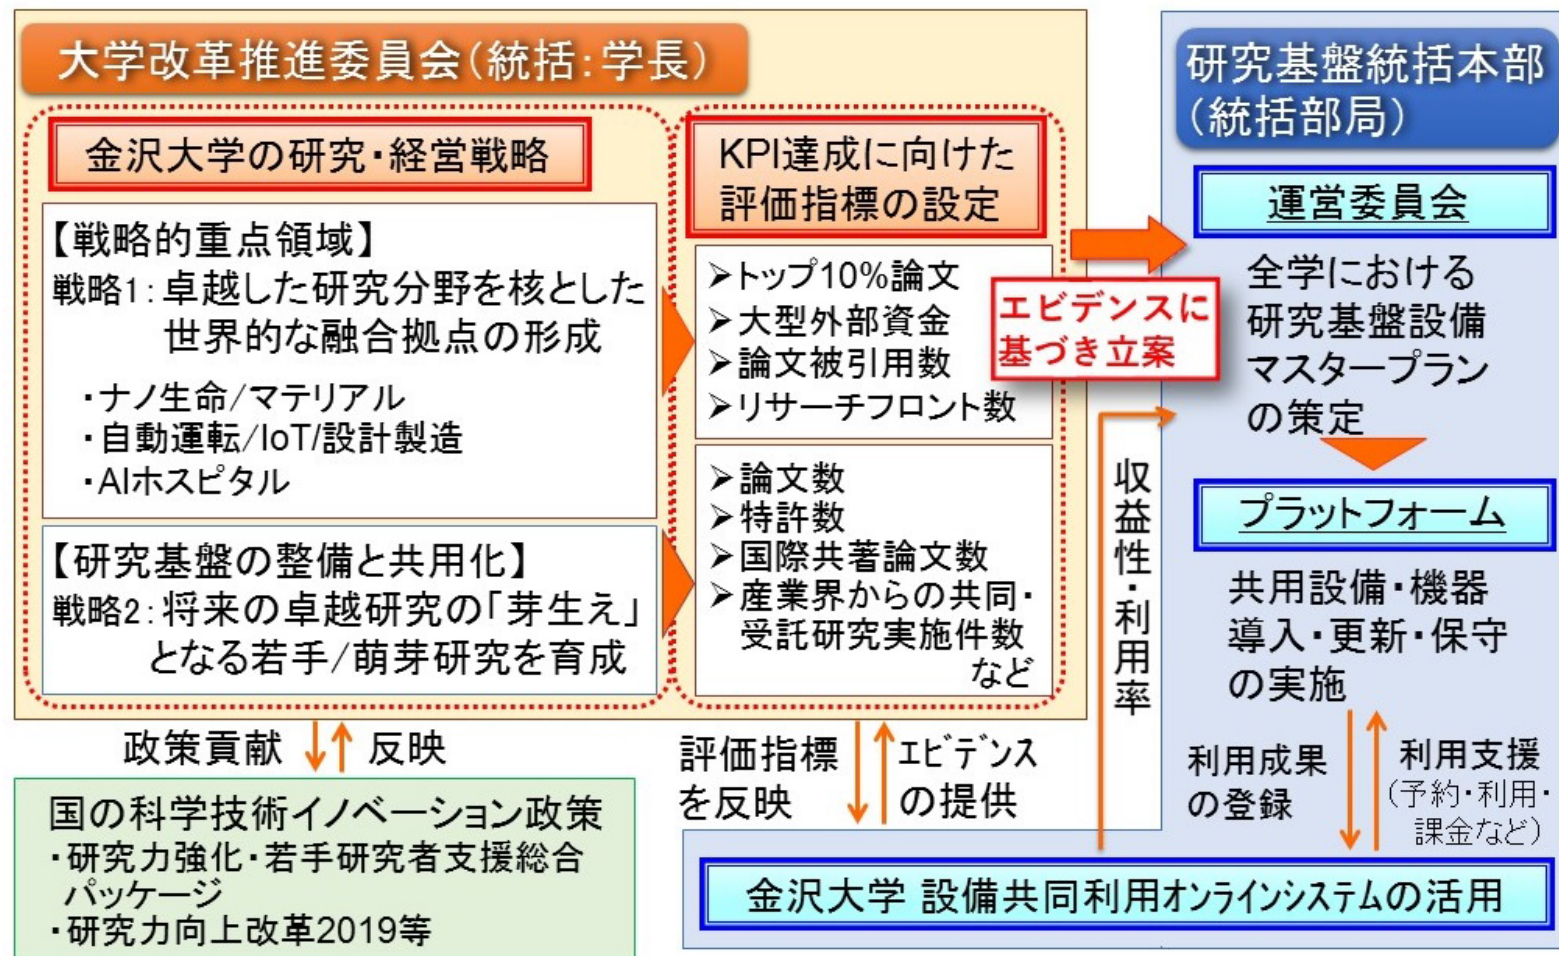 大学改革推進委員会(統括:学長)
金沢大学の研究・経営戦略
【戦略的重点領域】
戦略1:卓越した研究分野を核とした
世界的な融合拠点の形成
・ナノ生命/マテリアル
・自動運転/IoT/設計製造
・AIホスピタル
【研究基盤の整備と共用化】
戦略2:将来の卓越研究の「芽生え」
となる若手/萌芽研究を育成
KPI達成に向けた
評価指標の設定
➢トップ10%論文
➢大型外部資金
➢論文被引用数
➢リサーチフロント数
➢論文数
➢特許数
➢国際共著論文数
➢産業界からの共同・
受託研究実施件数
など
エビデンスに
基づき立案
研究基盤統括本部
(統括部局)
運営委員会
全学における
研究基盤設備
マスタープラン
の策定
プラットフォーム
共用設備・機器
導入・更新・保守
の実施
収益性・利用率
政策貢献
反映
国の科学技術イノベーション政策
・研究力強化・若手研究者支援総合
パッケージ
・研究力向上改革2019等
評価指標
を反映
ｴﾋﾞﾃﾞﾝｽ
の提供
利用成果
の登録
利用支援
(予約・利用・
課金など)
金沢大学 設備共同利用ｵﾝﾗｲﾝｼｽﾃﾑの活用